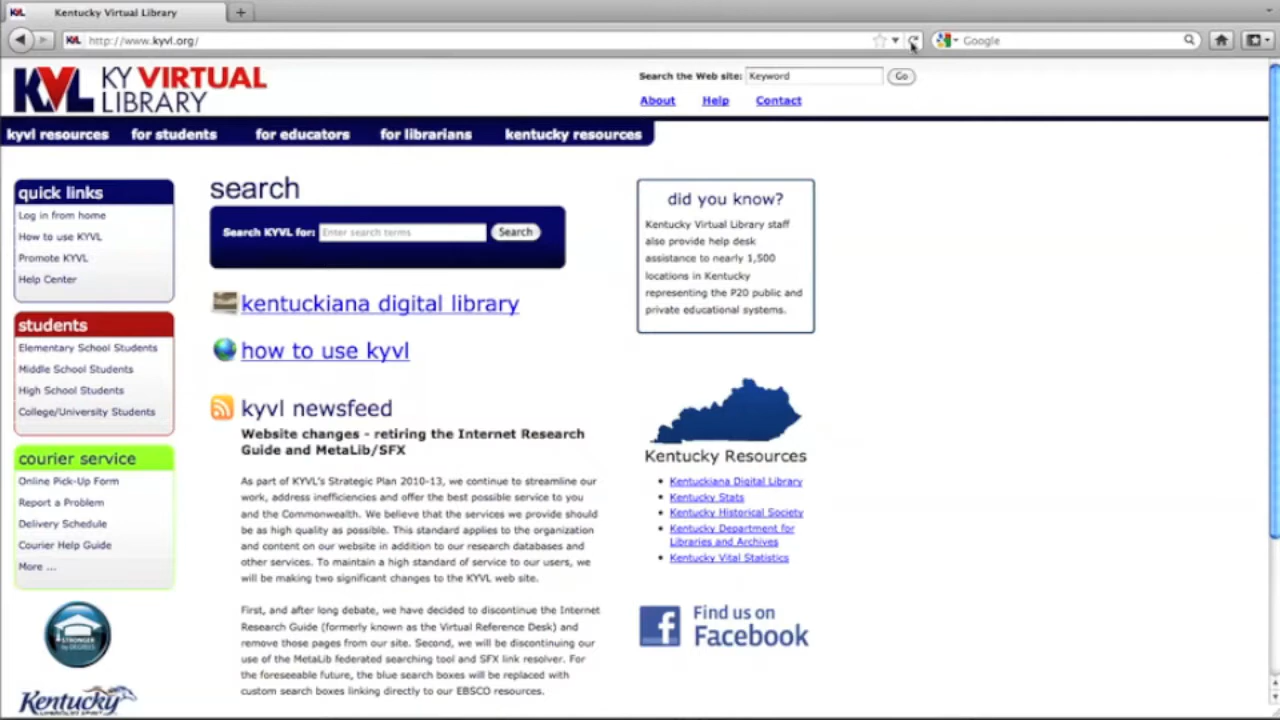 Kentucky Virtual Library
http://www.kyvl.org/
Google
KVL KY VIRTUAL
LIBRARY
Search the Web site: Keyword Go
About Help Contact
kyvl resources for students for educators for librarians kentucky resources
quick links
Log in from home
How to use KYVL
Promote KYVL
Help Center
students
Elementary School Students
Middle School Students
High School Students
College/University Students
courier service
Online Pick-Up Form
Report a Problem
Delivery Schedule
Courier Help Guide
More ...
STRONGER
by DEGREES
Kentucky
UNBRIDLED SPIRIT
search
Search KYVL for: Enter search terms Search
kentuckiana digital library
how to use kyvl
kyvl newsfeed
Website changes - retiring the Internet Research
Guide and MetaLib/SFX
As part of KYVL's Strategic Plan 2010-13, we continue to streamline our
work, address inefficiencies and offer the best possible service to you
and the Commonwealth. We believe that the services we provide should
be as high quality as possible. This standard applies to the organization
and content on our website in addition to our research databases and
other services. To maintain a high standard of service to our users, we
will be making two significant changes to the KYVL web site.
First, and after long debate, we have decided to discontinue the Internet
Research Guide (formerly known as the Virtual Reference Desk) and
remove those pages from our site. Second, we will be discontinuing our
use of the MetaLib federated searching tool and SFX link resolver. For
the foreseeable future, the blue search boxes will be replaced with
custom search boxes linking directly to our EBSCO resources.
did you know?
Kentucky Virtual Library staff
also provide help desk
assistance to nearly 1,500
locations in Kentucky
representing the P20 public and
private educational systems.
Kentucky Resources
Kentuckiana Digital Library
Kentucky Stats
Kentucky Historical Society
Kentucky Department for
Libraries and Archives
Kentucky Vital Statistics
f Find us on
Facebook